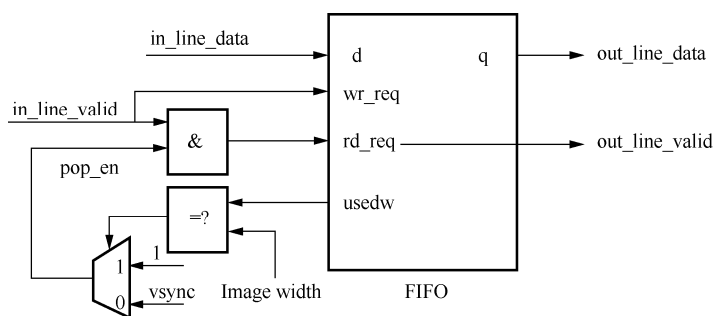 in_line_data
d
q
out_line_data
wr_req
in_line_valid
&
rd_req
out_line_valid
pop_en
usedw
=?
1
1
0
vsync
Image width
FIFO